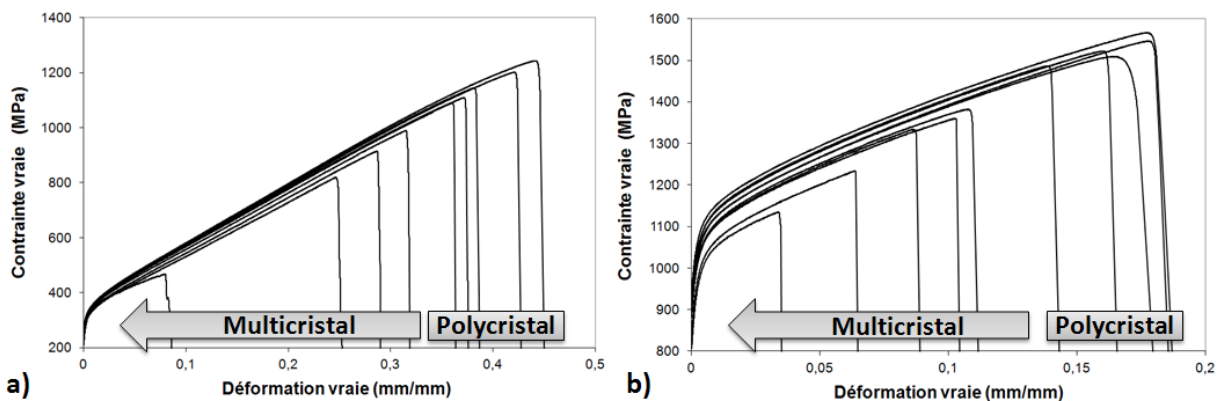 1400
1200
1000
800
600
400
200
0
0,1
0,2
0,3
0,4
0,5
Contrainte vraie (MPa)
Déformation vraie (mm/mm)
Multicristal
Polycristal
a)
1600
1500
1400
1300
1200
1100
1000
900
800
0
0,05
0,1
0,15
0,2
Contrainte vraie (MPa)
Déformation vraie (mm/mm)
Multicristal
Polycristal
b)